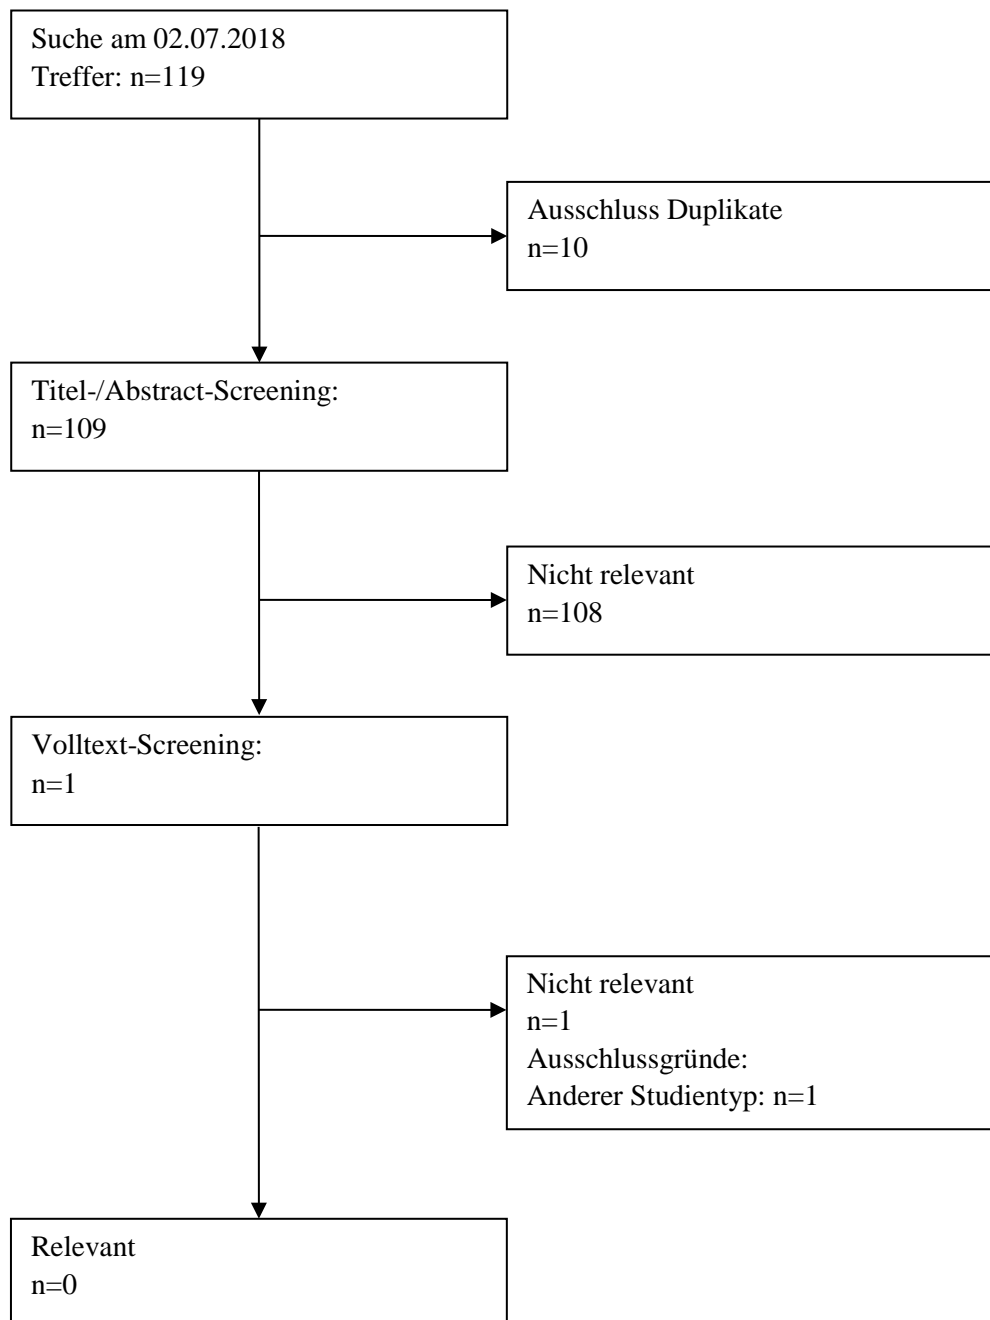 Suche am 02.07.2018
Treffer: n=119
Ausschluss Duplikate
n=10
Titel-/Abstract-Screening:
n=109
Nicht relevant
n=108
Volltext-Screening:
n=1
Nicht relevant
n=1
Ausschlussgründe:
Anderer Studientyp: n=1
Relevant
n=0